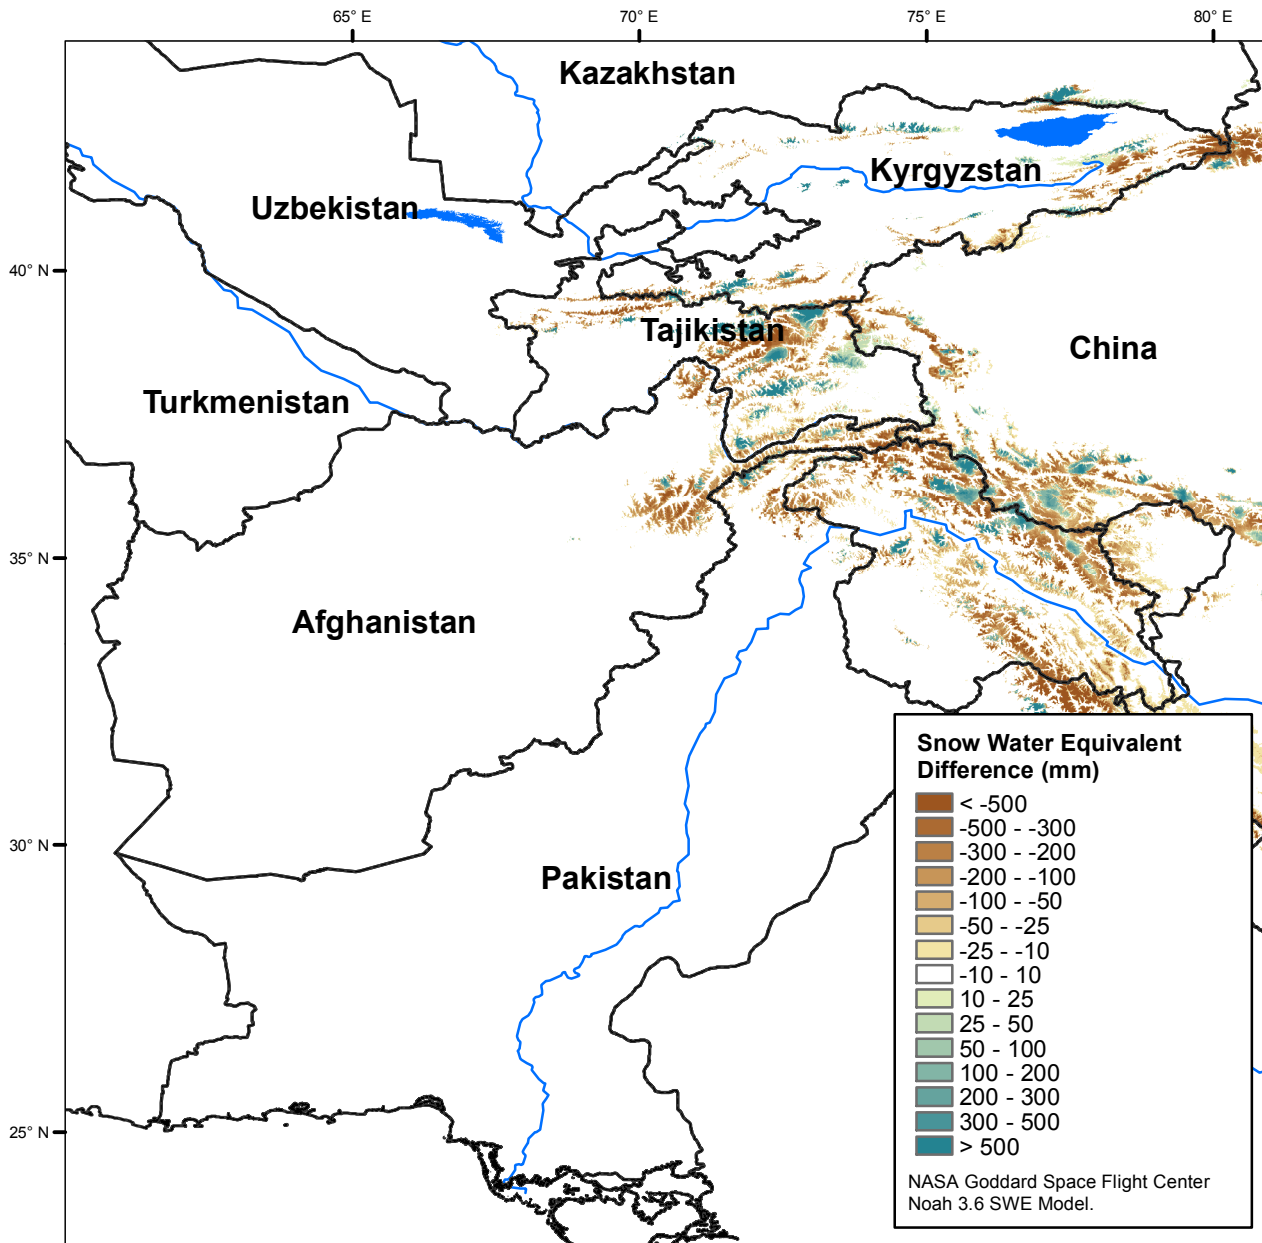 65° E
70° E
75° E
80° E
Kazakhstan
Kyrgyzstan
Uzbekistan
40° N
Tajikistan
China
Turkmenistan
35° N
Afghanistan
30° N
Pakistan
25° N
Snow Water Equivalent
Difference (mm)
< -500
-500 - -300
-300 - -200
-200 - -100
-100 - -50
-50 - -25
-25 - -10
-10 - 10
10 - 25
25 - 50
50 - 100
100 - 200
200 - 300
300 - 500
> 500
NASA Goddard Space Flight Center
Noah 3.6 SWE Model.